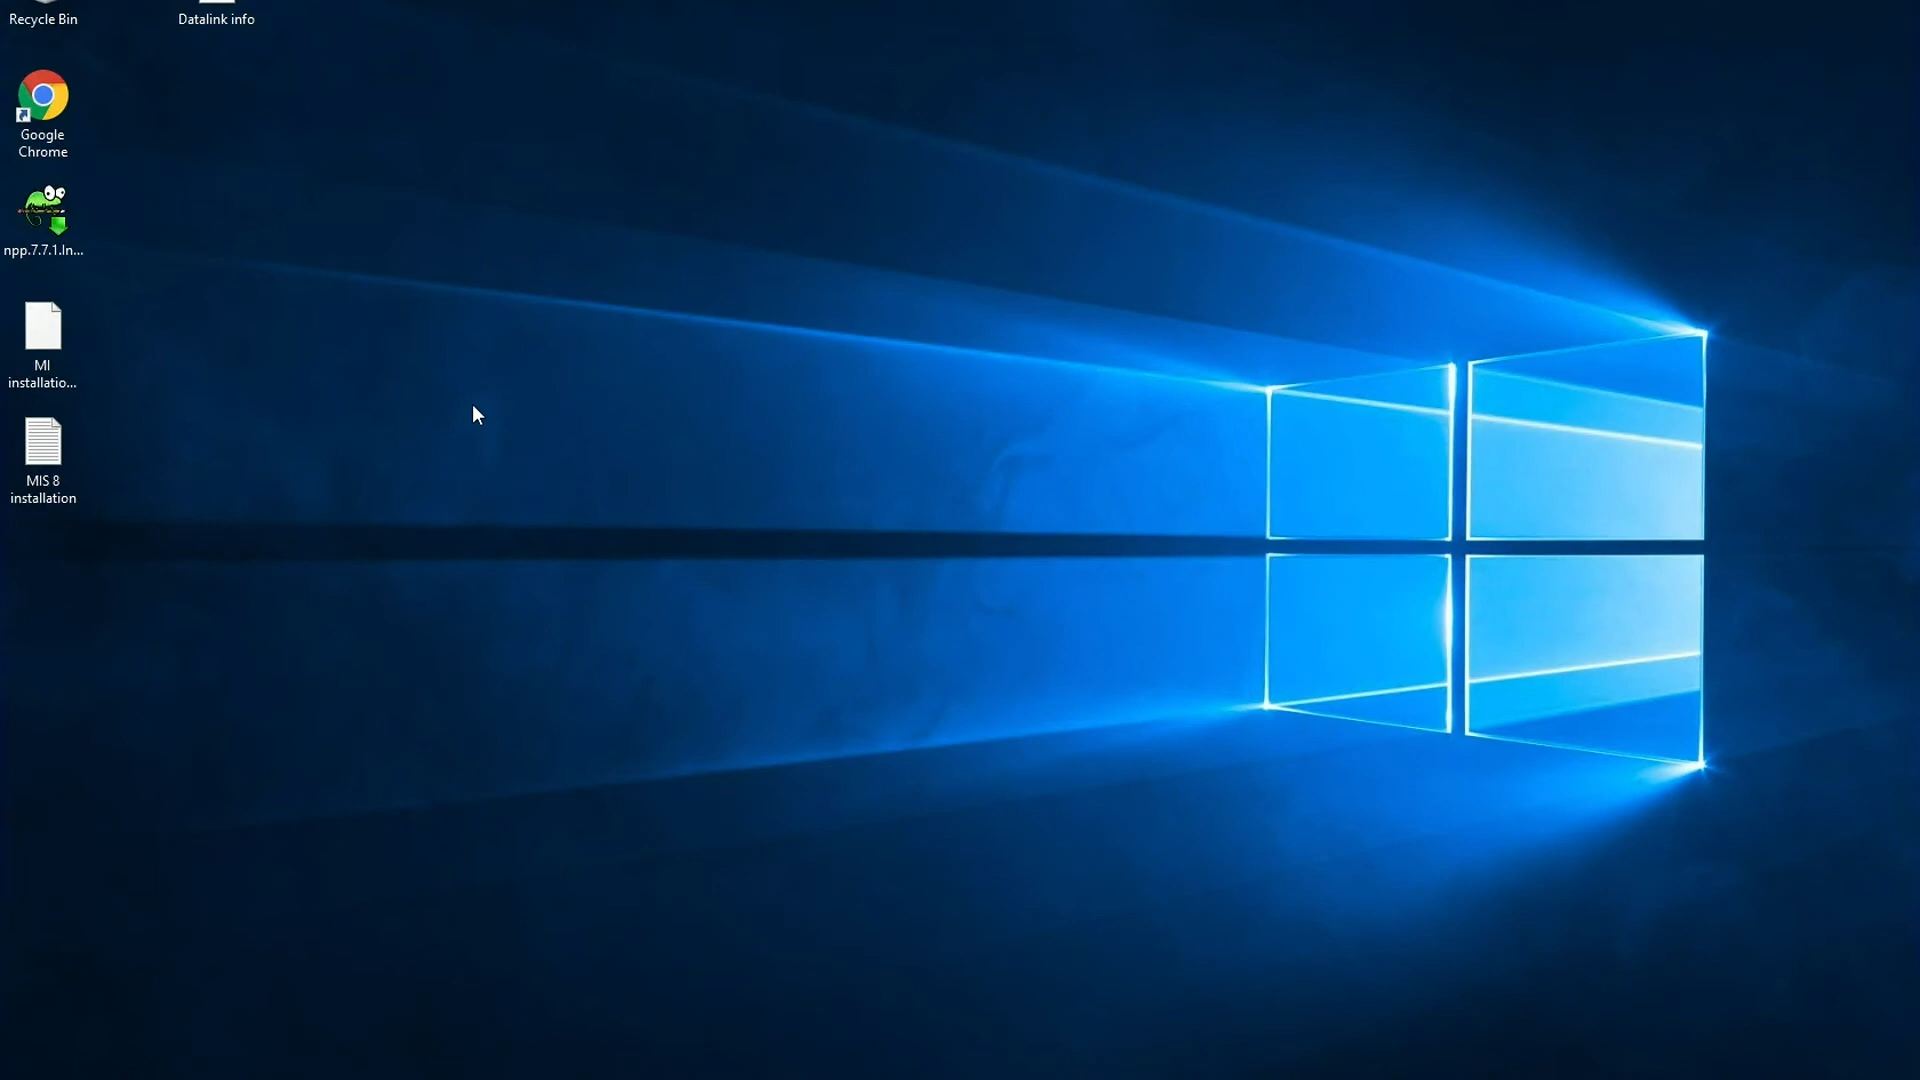 Recycle Bin
Datalink info
Google
Chrome
npp.7.7.1.In...
MI
installatio...
MIS 8
installation